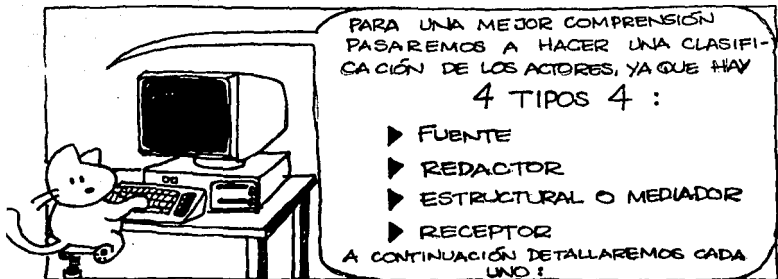 PARA UNA MEJOR COMPRENSIÓN
PASAREMOS A HACER UNA CLASIFI-
CACIÓN DE LOS ACTORES, YA QUE HAY
4 TIPOS 4 :
▶ FUENTE
▶ REDACTOR
▶ ESTRUCTURAL O MEDIADOR
▶ RECEPTOR
A CONTINUACIÓN DETALLAREMOS CADA
UNO :